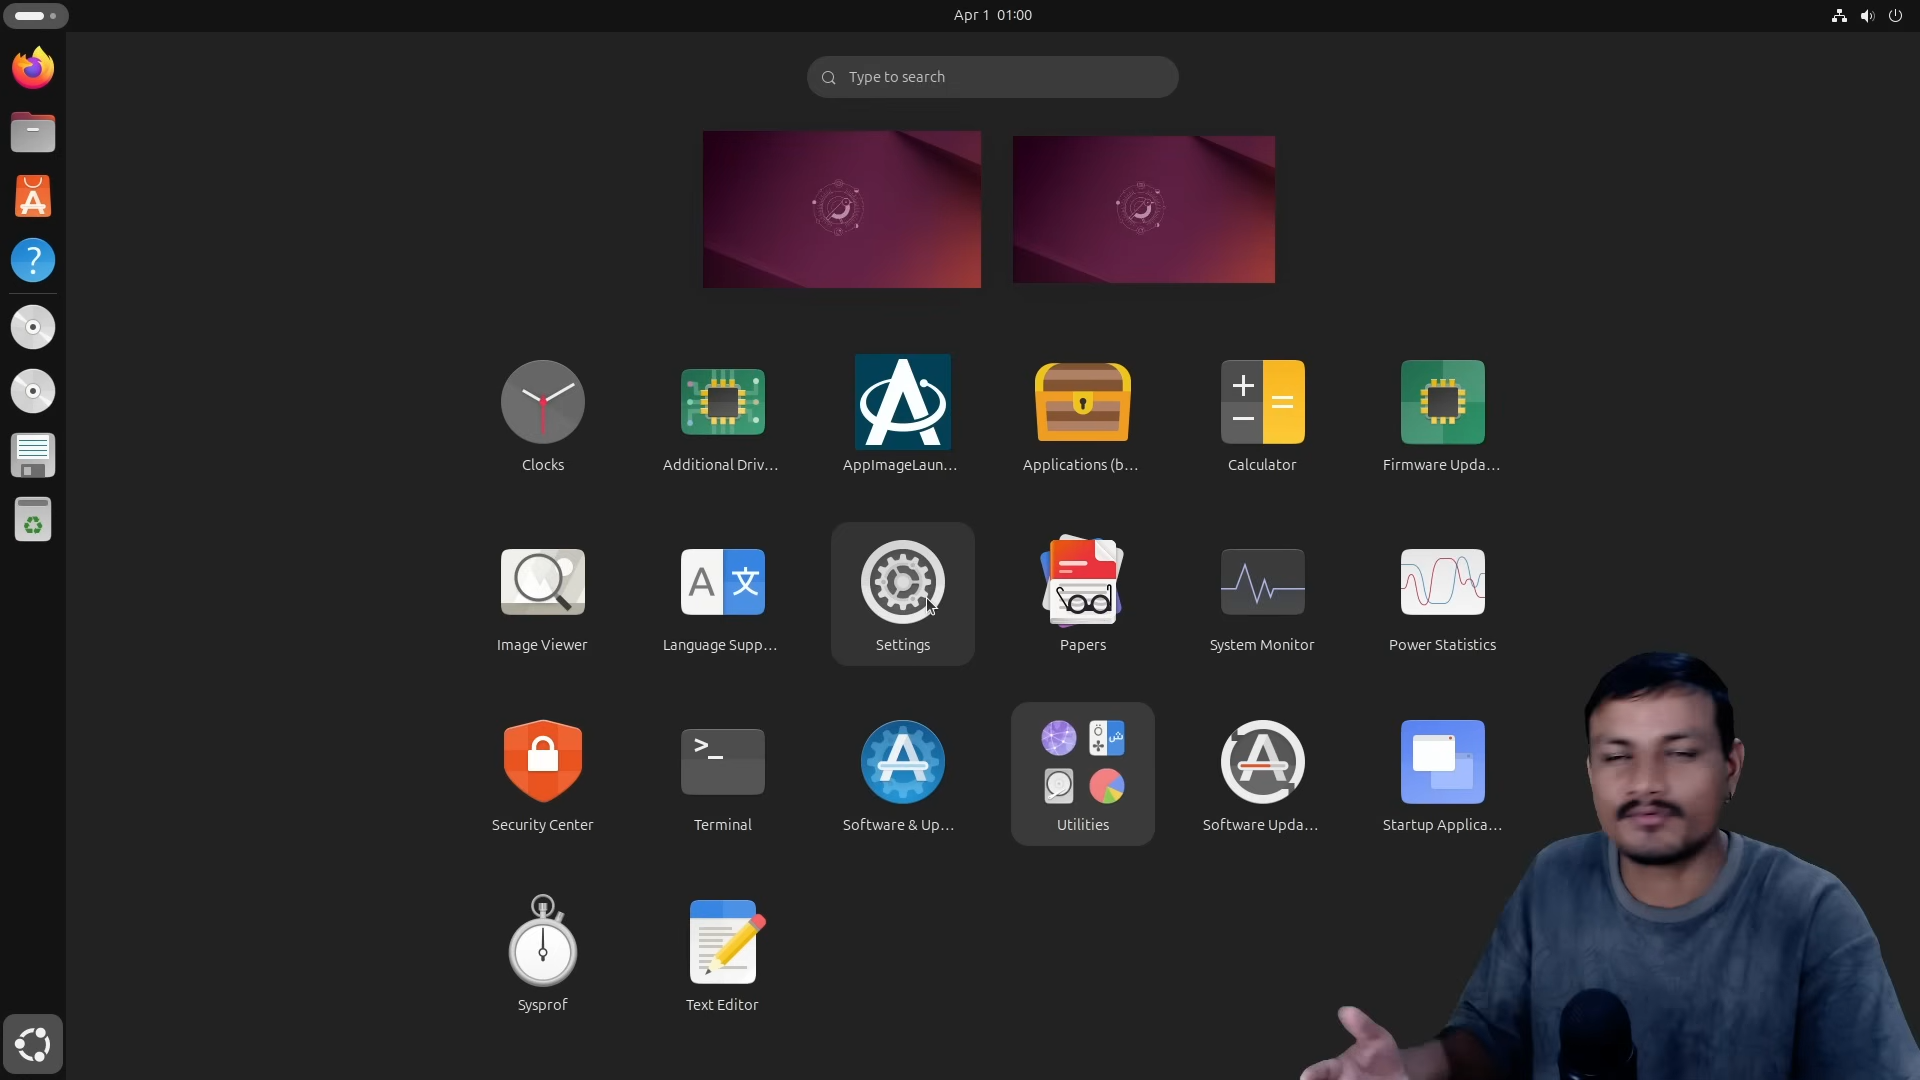 Apr 1 01:00
Type to search
Clocks
Additional Driv...
AppImageLaun...
Applications (b...
Calculator
Firmware Upda...
Image Viewer
Language Supp...
Settings
Papers
System Monitor
Power Statistics
Security Center
Terminal
Software & Up...
Utilities
Software Upda...
Startup Applica...
Sysprof
Text Editor